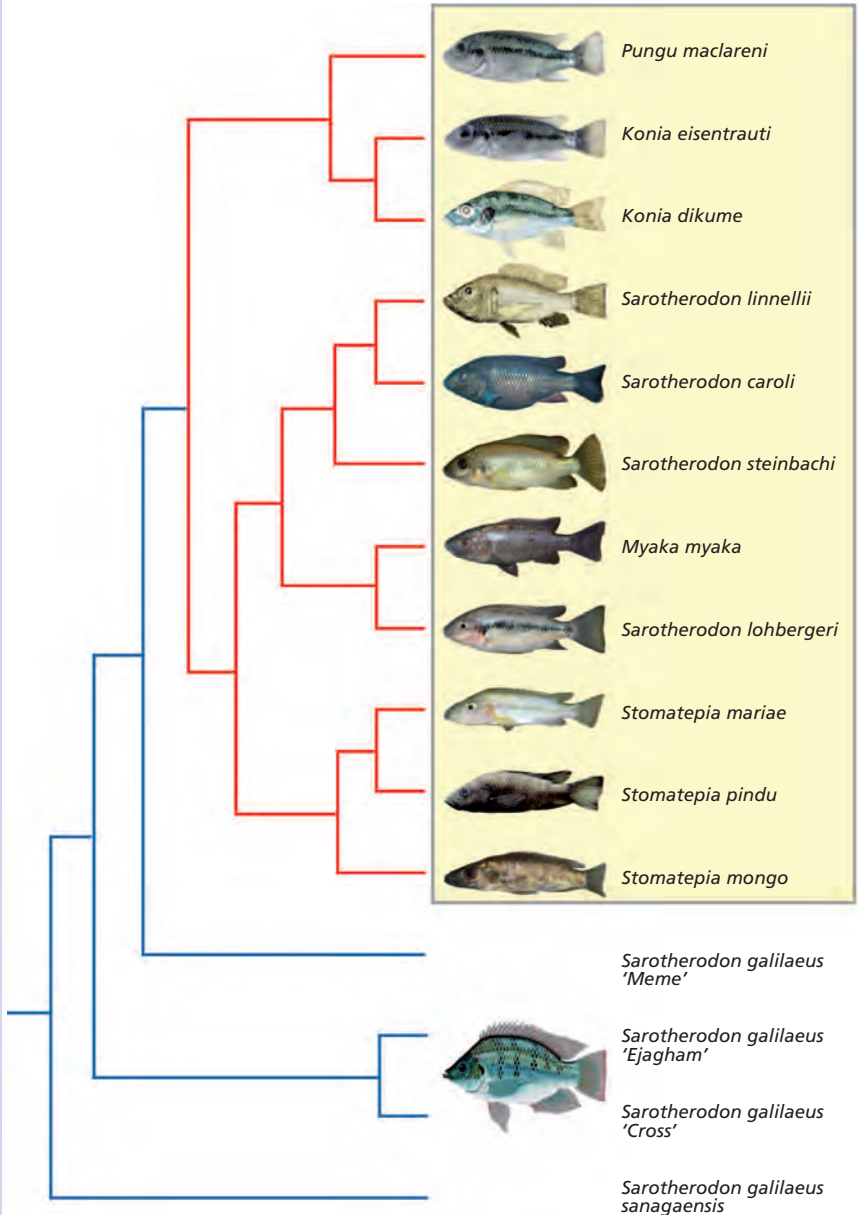 Pungu maclareni
Konia eisentrauti
Konia dikume
Sarotherodon linnellii
Sarotherodon caroli
Sarotherodon steinbachi
Myaka myaka
Sarotherodon lohbergeri
Stomatepia mariae
Stomatepia pindu
Stomatepia mongo
Sarotherodon galilaeus
‘Meme’
Sarotherodon galilaeus
‘Ejagham’
Sarotherodon galilaeus
‘Cross’
Sarotherodon galilaeus
sanagaensis